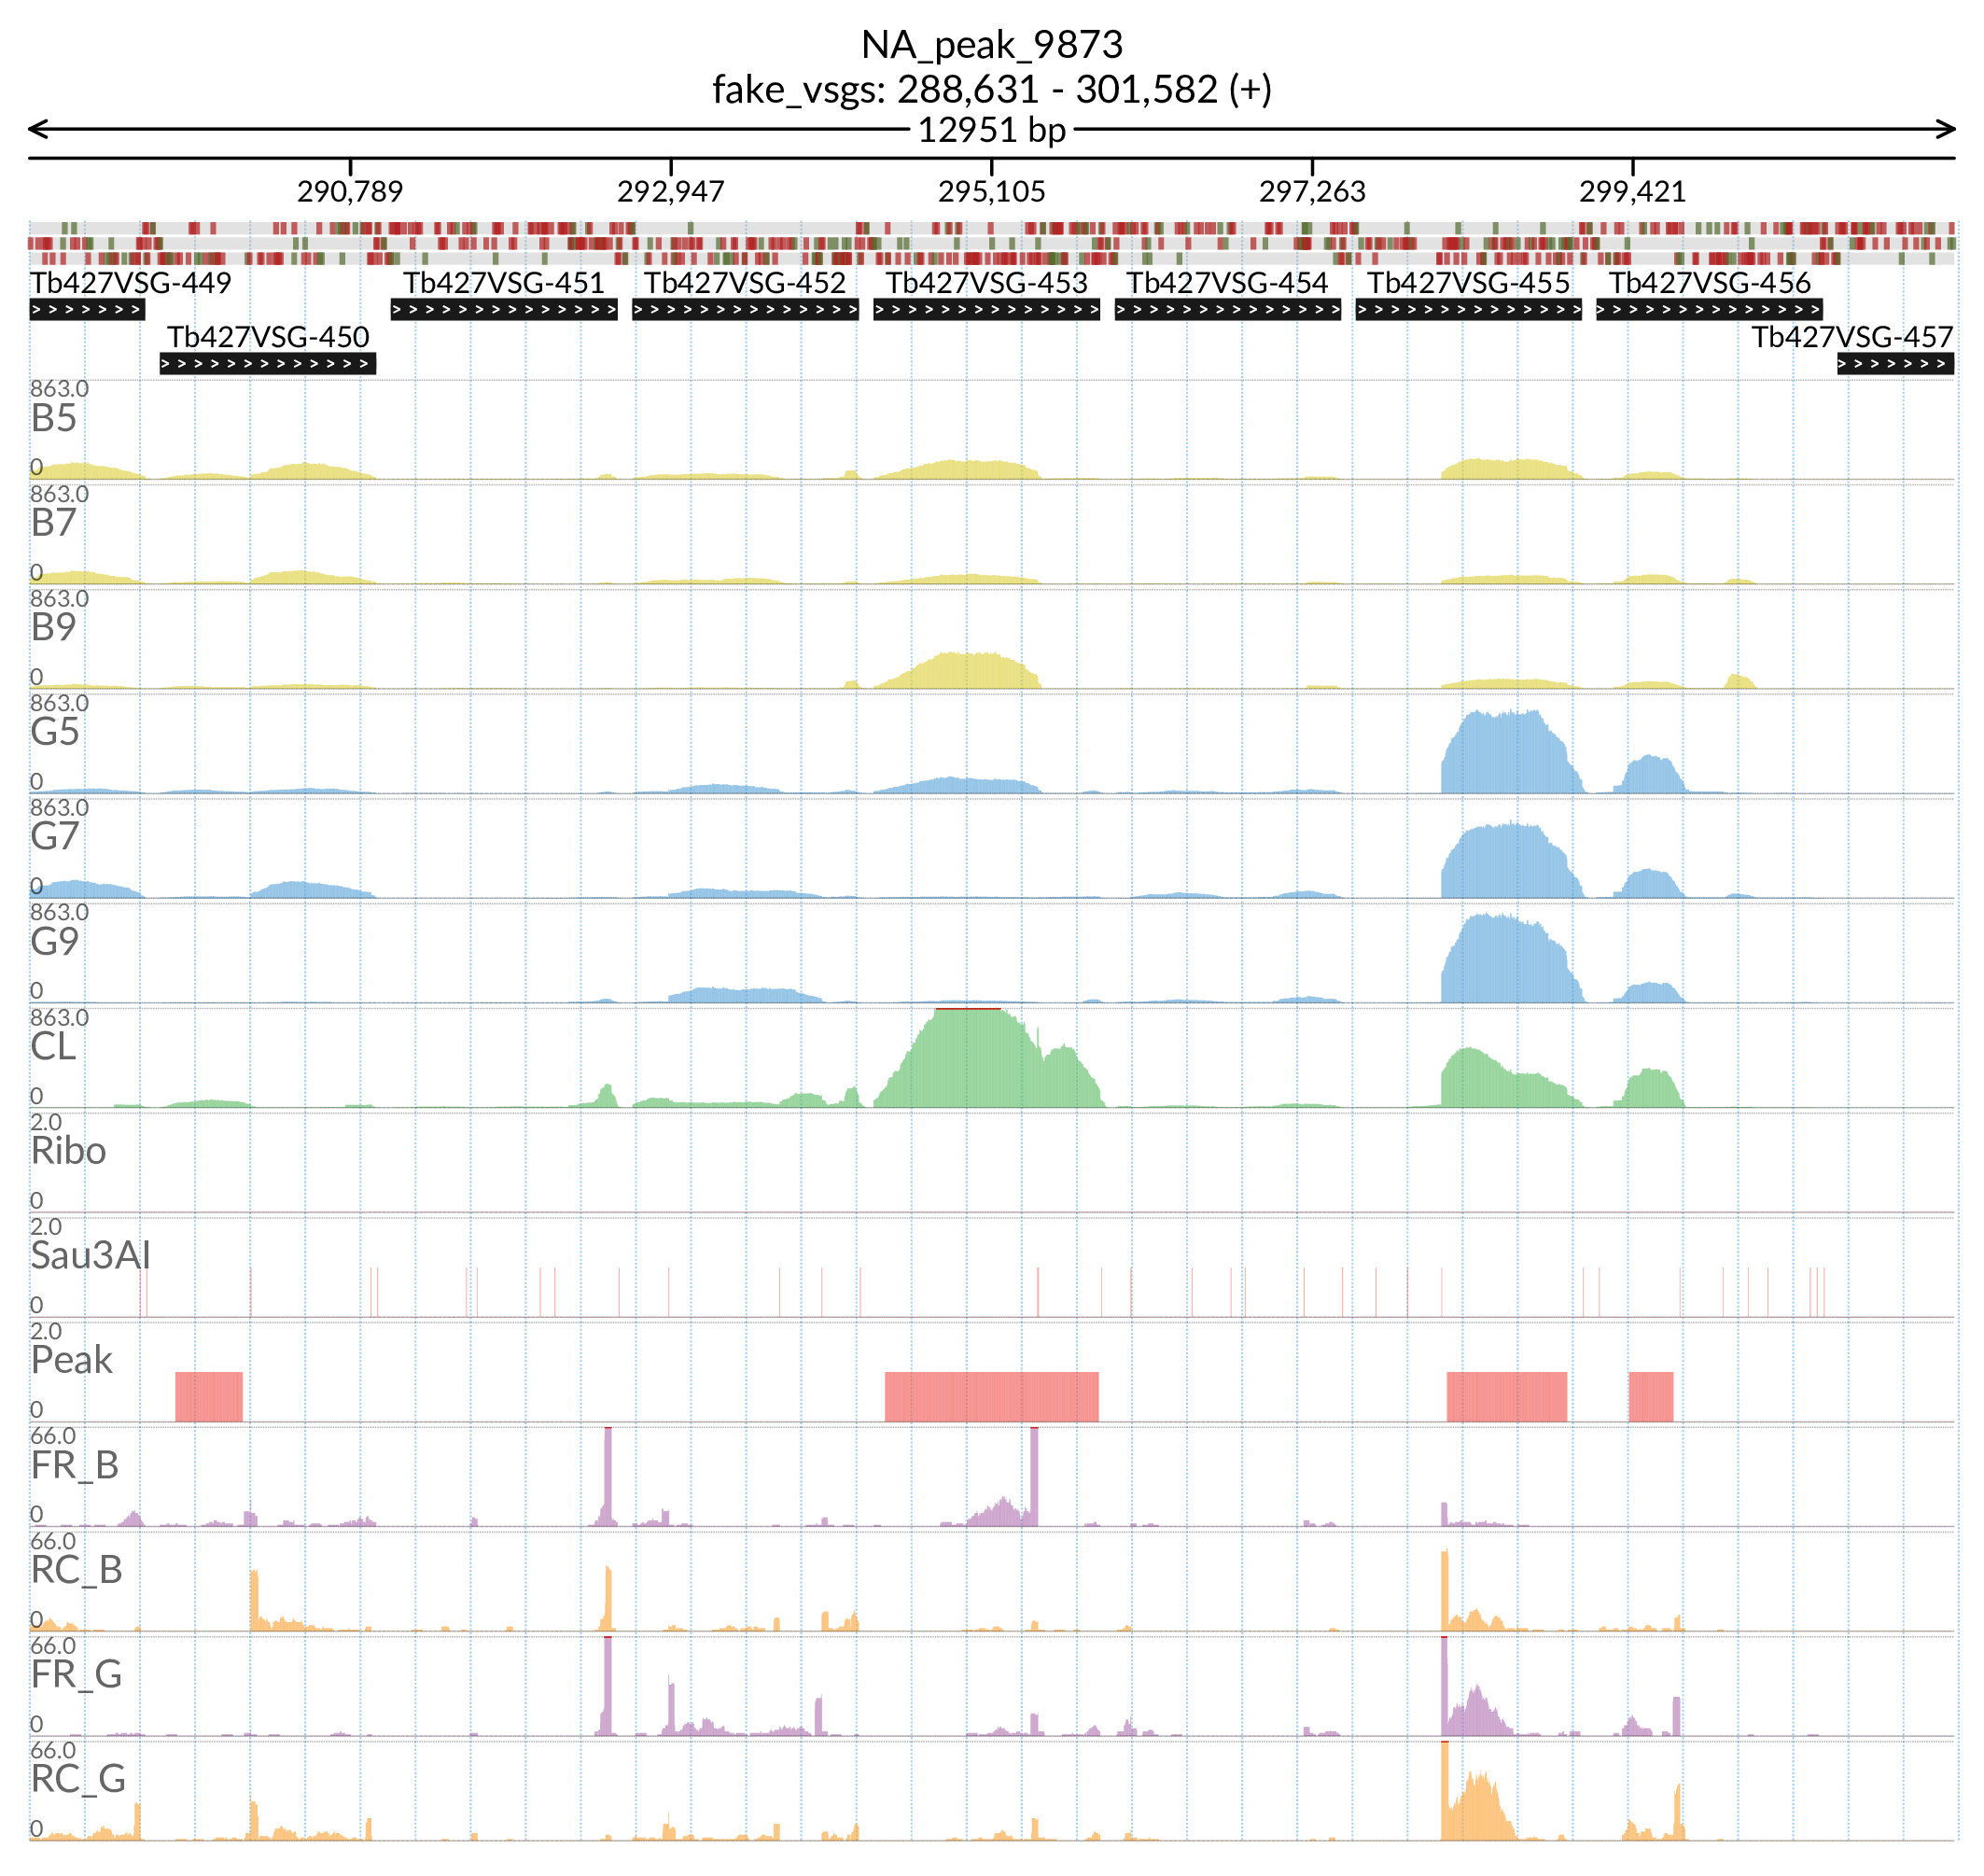 NA_peak_9873
fake_vsgs: 288,631 - 301,582 (+)
12951 bp
290,789 292,947 295,105 297,263 299,421
Tb427VSG-449 Tb427VSG-451 Tb427VSG-452 Tb427VSG-453 Tb427VSG-454 Tb427VSG-455 Tb427VSG-456
Tb427VSG-450 Tb427VSG-457
863.0
B5
0
863.0
B7
0
863.0
B9
0
863.0
G5
0
863.0
G7
0
863.0
G9
0
863.0
CL
0
2.0
Ribo
0
2.0
Sau3AI
0
2.0
Peak
0
66.0
FR_B
0
66.0
RC_B
0
66.0
FR_G
0
66.0
RC_G
0